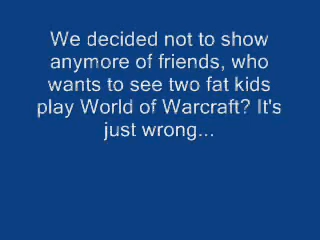 We decided not to show
anymore of friends, who
wants to see two fat kids
play World of Warcraft? It's
just wrong...